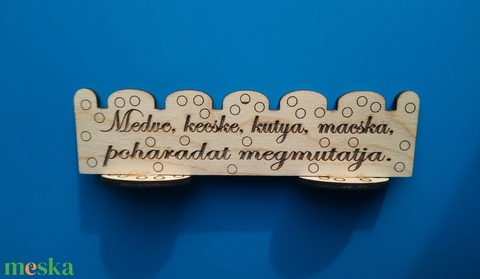 Medve, kecske, kutya, macska,
poharadat megmutatja.
meska